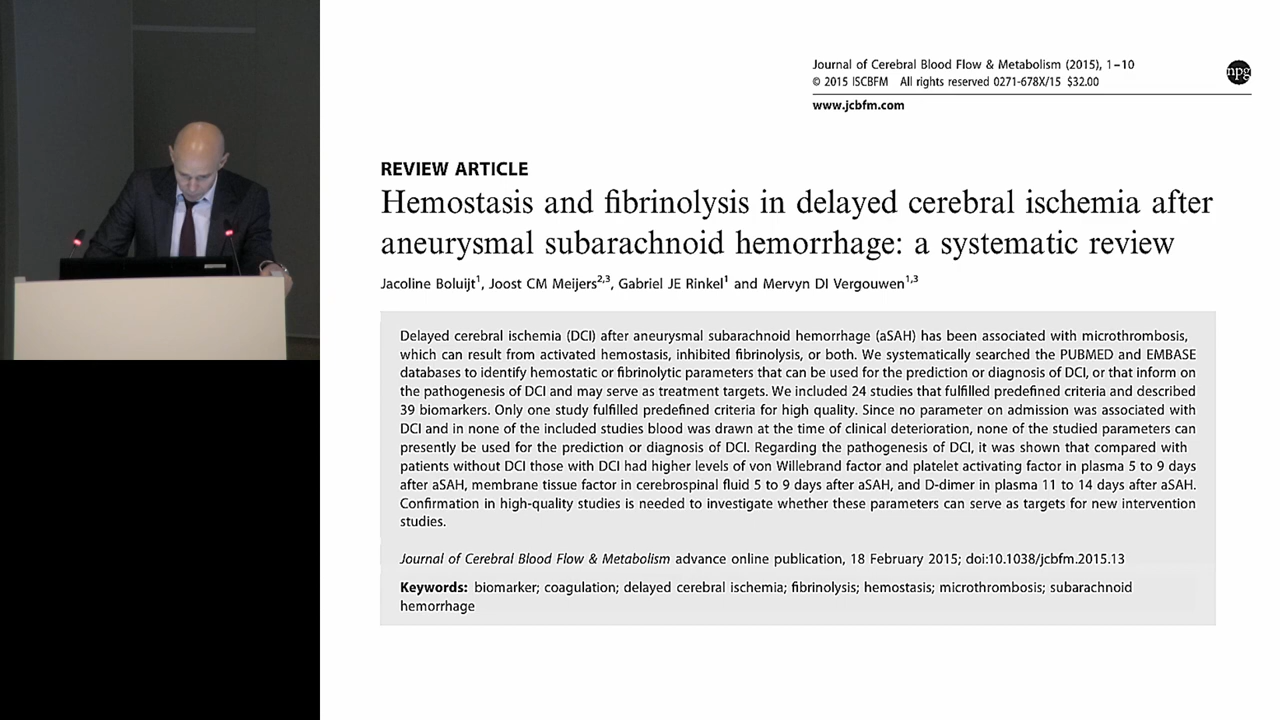 Journal of Cerebral Blood Flow & Metabolism (2015), 1–10
© 2015 ISCBFM All rights reserved 0271-678X/15 $32.00
npg
www.jcbfm.com
REVIEW ARTICLE
Hemostasis and fibrinolysis in delayed cerebral ischemia after
aneurysmal subarachnoid hemorrhage: a systematic review
Jacoline Boluijt1, Joost CM Meijers2,3, Gabriel JE Rinkel1 and Mervyn DI Vergouwen1,3
Delayed cerebral ischemia (DCI) after aneurysmal subarachnoid hemorrhage (aSAH) has been associated with microthrombosis,
which can result from activated hemostasis, inhibited fibrinolysis, or both. We systematically searched the PUBMED and EMBASE
databases to identify hemostatic or fibrinolytic parameters that can be used for the prediction or diagnosis of DCI, or that inform on
the pathogenesis of DCI and may serve as treatment targets. We included 24 studies that fulfilled predefined criteria and described
39 biomarkers. Only one study fulfilled predefined criteria for high quality. Since no parameter on admission was associated with
DCI and in none of the included studies blood was drawn at the time of clinical deterioration, none of the studied parameters can
presently be used for the prediction or diagnosis of DCI. Regarding the pathogenesis of DCI, it was shown that compared with
patients without DCI those with DCI had higher levels of von Willebrand factor and platelet activating factor in plasma 5 to 9 days
after aSAH, membrane tissue factor in cerebrospinal fluid 5 to 9 days after aSAH, and D-dimer in plasma 11 to 14 days after aSAH.
Confirmation in high-quality studies is needed to investigate whether these parameters can serve as targets for new intervention
studies.
Journal of Cerebral Blood Flow & Metabolism advance online publication, 18 February 2015; doi:10.1038/jcbfm.2015.13
Keywords: biomarker; coagulation; delayed cerebral ischemia; fibrinolysis; hemostasis; microthrombosis; subarachnoid
hemorrhage